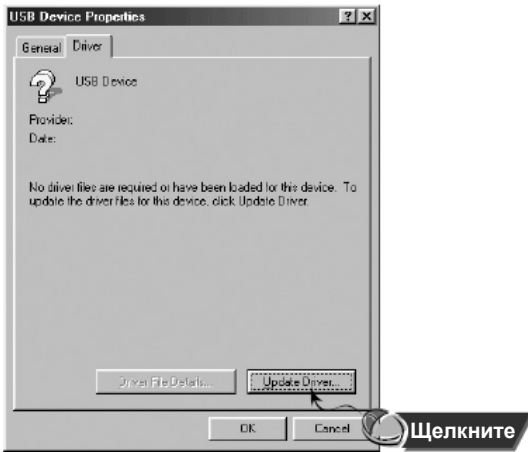 USB Device Properties
General Driver
USB Device
Provider:
Date:
No driver files are required or have been loaded for this device. To
update the driver files for this device, click Update Driver.
Driver File Details... Update Driver...
OK Cancel
Щелкните